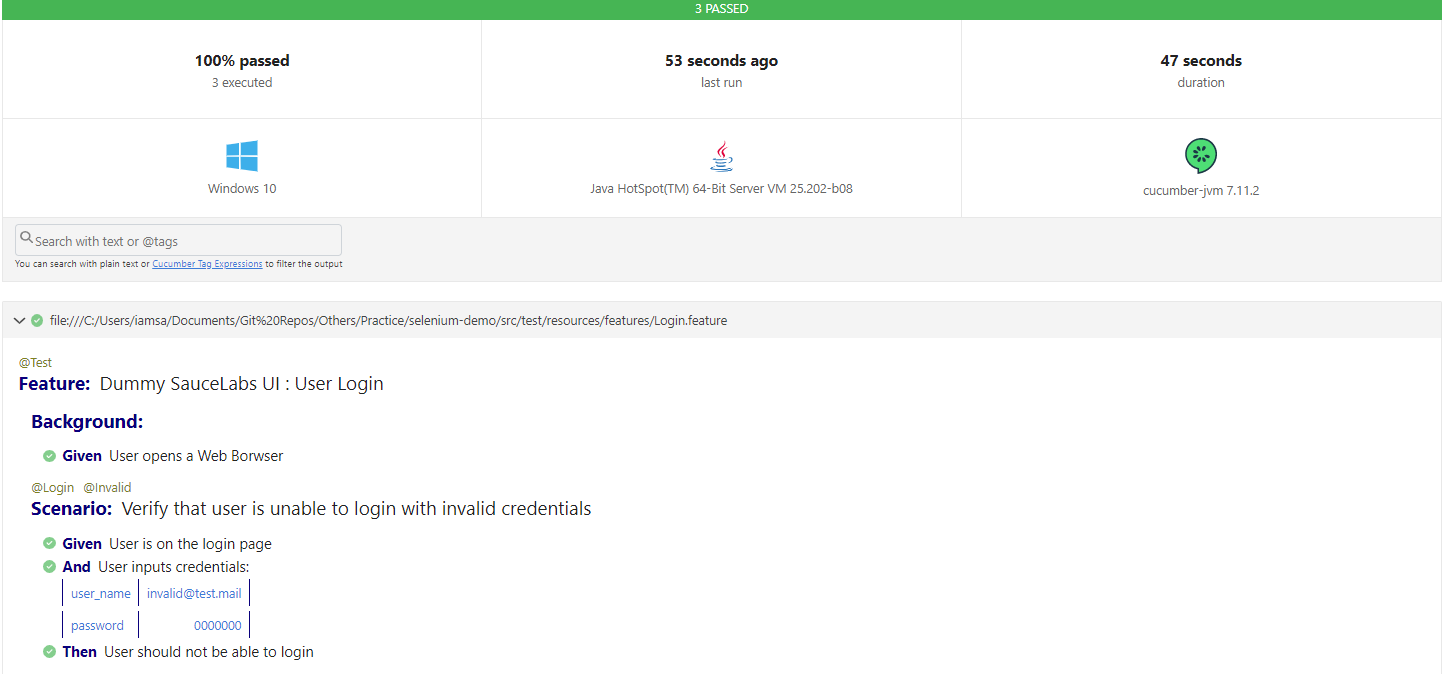 3 PASSED
100% passed 53 seconds ago 47 seconds
3 executed last run duration
Windows 10 Java HotSpot(TM) 64-Bit Server VM 25.202-b08 cucumber-jvm 7.11.2
Search with text or @tags
You can search with plain text or Cucumber Tag Expressions to filter the output
file:///C:/Users/iamsa/Documents/Git%20Repos/Others/Practice/selenium-demo/src/test/resources/features/Login.feature
@Test
Feature: Dummy SauceLabs UI : User Login
Background:
Given User opens a Web Borwser
@Login @Invalid
Scenario: Verify that user is unable to login with invalid credentials
Given User is on the login page
And User inputs credentials:
user_name invalid@test.mail
password 0000000
Then User should not be able to login